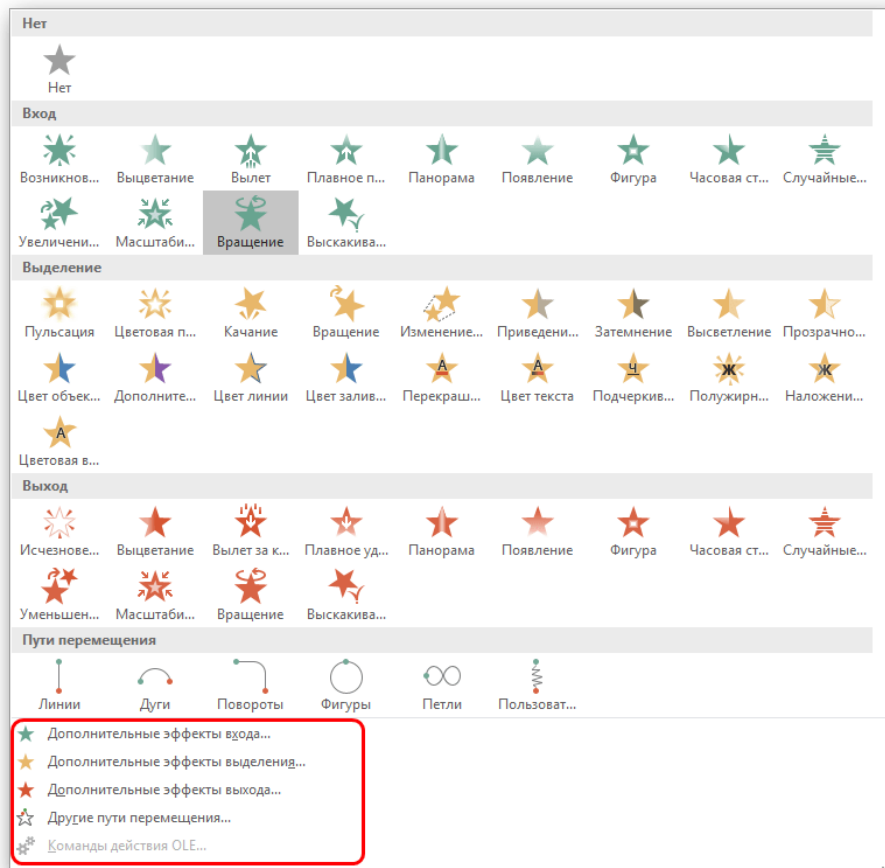 Нет
Нет
Вход
Возникнов... Выцветание Вылет Плавное п... Панорама Появление Фигура Часовая ст... Случайные...
Увеличени... Масштаби... Вращение Выскакива...
Выделение
Пульсация Цветовая п... Качание Вращение Изменение... Приведени... Затемнение Высветление Прозрачно...
Цвет объек... Дополните... Цвет линии Цвет залив... Перекраш... Цвет текста Подчеркив... Полужирн... Наложени...
Цветовая в...
Выход
Исчезнове... Выцветание Вылет за к... Плавное уд... Панорама Появление Фигура Часовая ст... Случайные...
Уменьшен... Масштаби... Вращение Выскакива...
Пути перемещения
Линии Дуги Повороты Фигуры Петли Пользоват...
Дополнительные эффекты входа...
Дополнительные эффекты выделения...
Дополнительные эффекты выхода...
Другие пути перемещения...
Команды действия OLE...